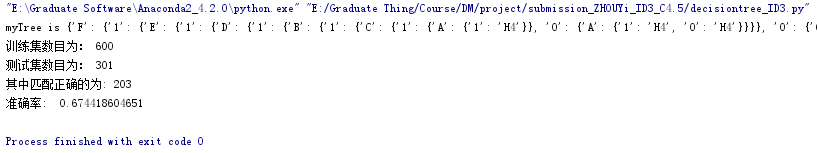 "E:\Graduate Software\Anaconda2_4.2.0\python.exe" "E:/Graduate Thing/Course/DM/project/submission_ZHOUYi_ID3_C4.5/decisiontree_ID3.py"
myTree is {'F': {'1': {'E': {'1': {'D': {'1': {'B': {'1': {'C': {'1': {'A': {'1': 'H4'}}, '0': {'A': {'1': 'H4', '0': 'H4'}}}}, '0': {'
训练集数目为: 600
测试集数目为: 301
其中匹配正确的为: 203
准确率: 0.674418604651
Process finished with exit code 0